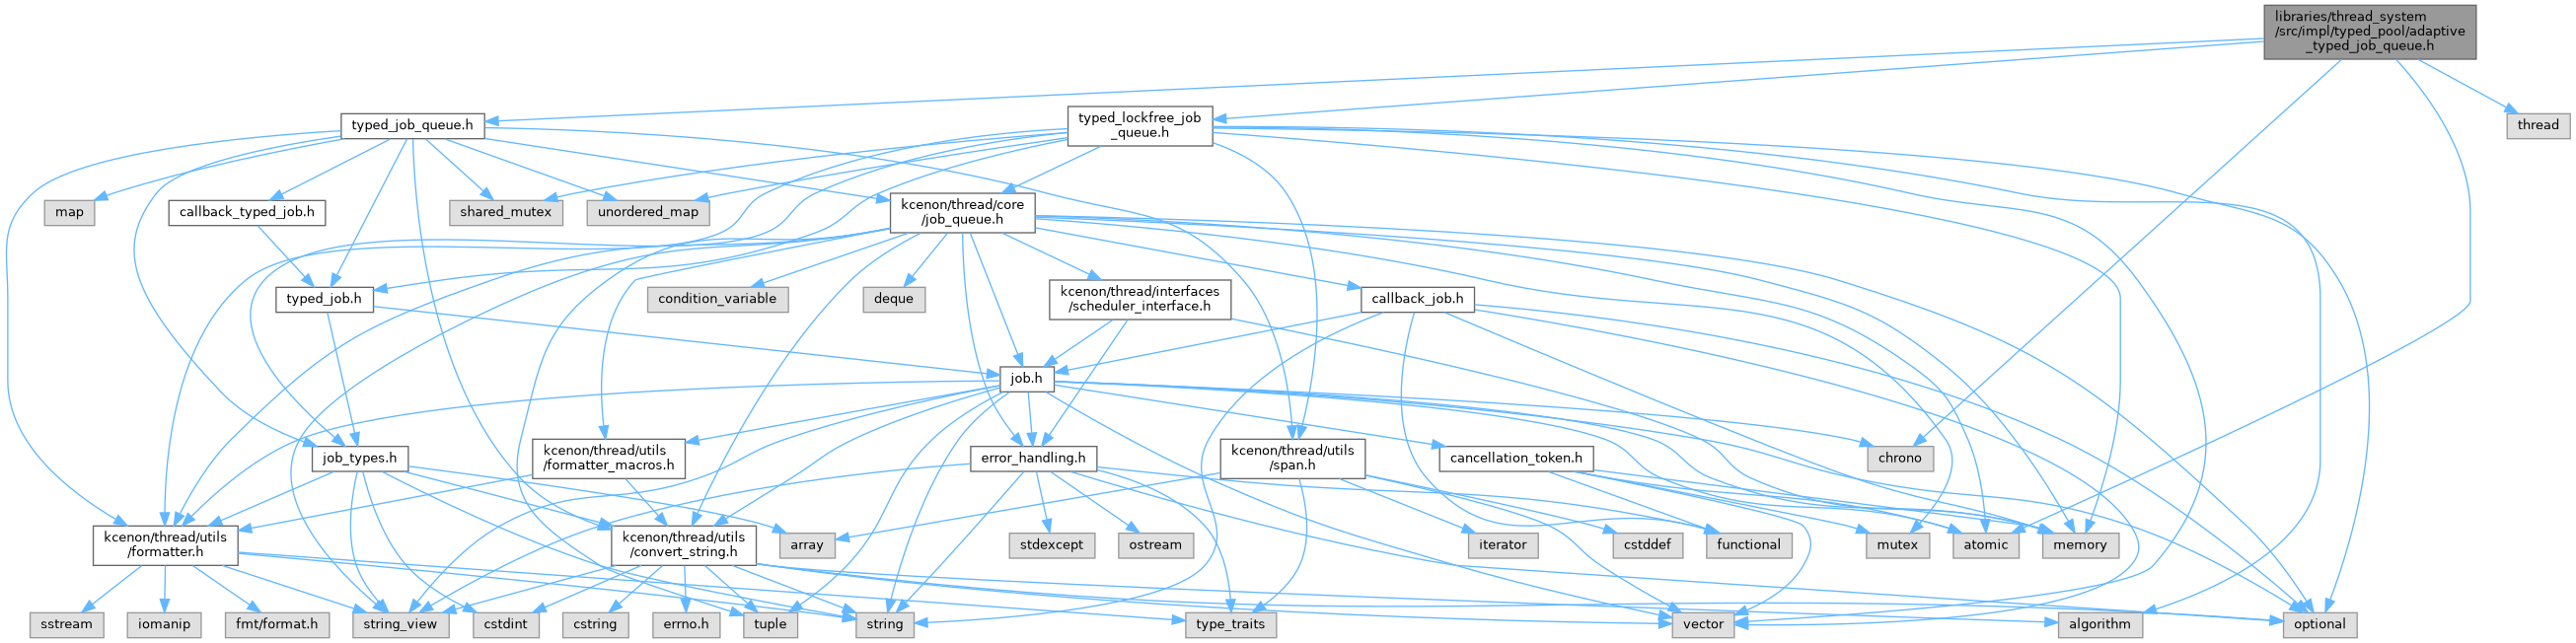 libraries/thread_system
/src/impl/typed_pool/adaptive
_typed_job_queue.h
typed_job_queue.h
typed_lockfree_job
_queue.h
thread
map
callback_typed_job.h
shared_mutex
unordered_map
kcenon/thread/core
/job_queue.h
typed_job.h
condition_variable
deque
kcenon/thread/interfaces
/scheduler_interface.h
callback_job.h
job.h
job_types.h
kcenon/thread/utils
/formatter_macros.h
error_handling.h
kcenon/thread/utils
/span.h
cancellation_token.h
chrono
kcenon/thread/utils
/formatter.h
kcenon/thread/utils
/convert_string.h
array
stdexcept
ostream
iterator
cstddef
functional
mutex
atomic
memory
sstream
iomanip
fmt/format.h
string_view
cstdint
cstring
errno.h
tuple
string
type_traits
vector
algorithm
optional